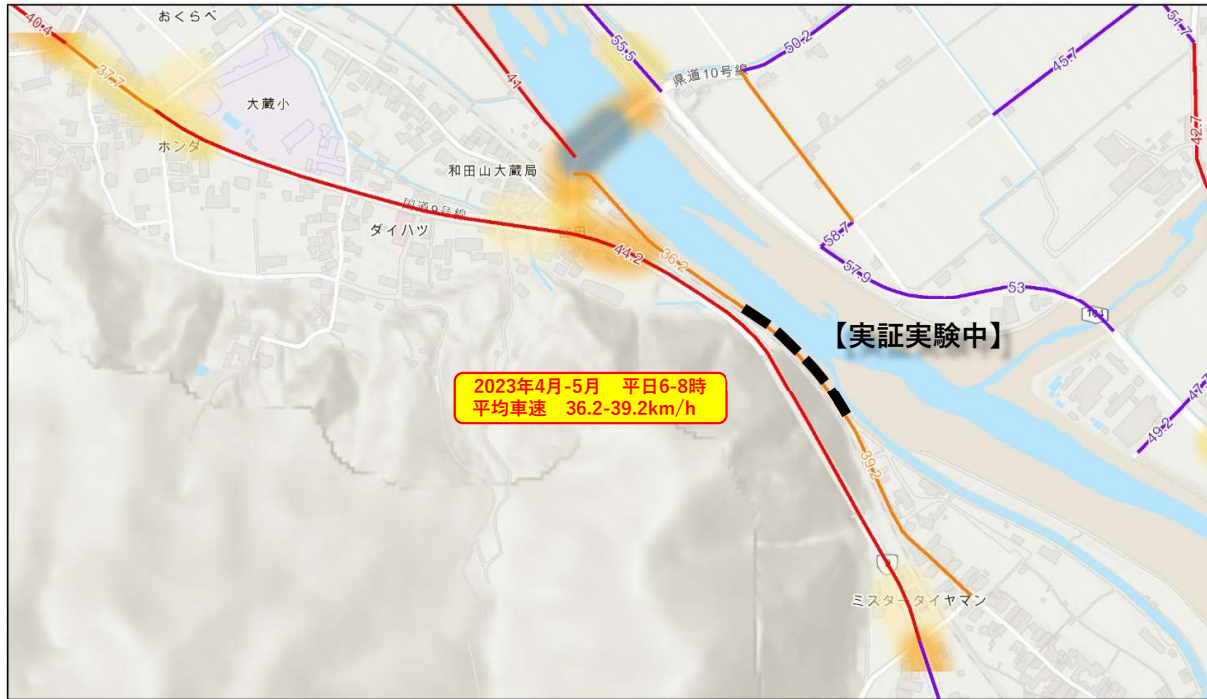 40.4
おくらべ
37.7
大蔵小
ホンダ
41
55.5
県道10号線
50.2
45.7
51.7
42.7
和田山大蔵局
国道9号線
ダイハツ
44.2
36.2
58.7
57.9
53
104
【実証実験中】
2023年4月-5月　平日6-8時
平均車速　36.2-39.2km/h
39.2
49.2
9
ミスタータイヤマン